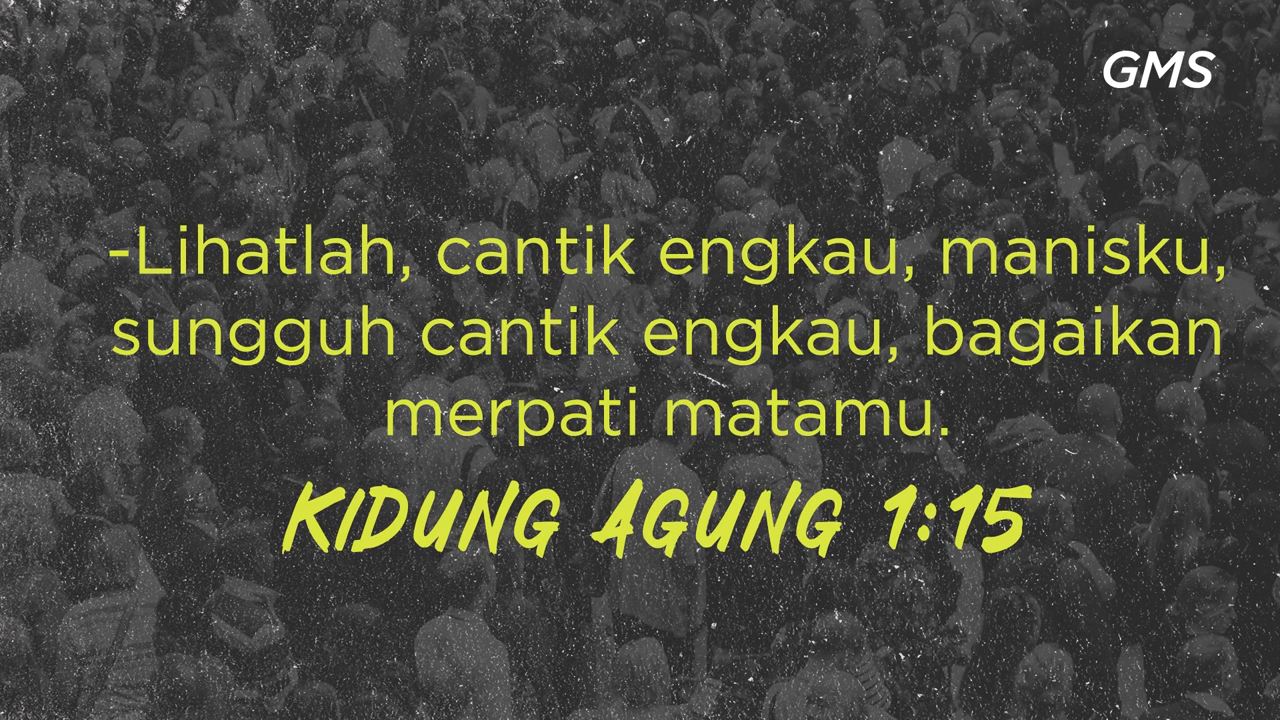 GMS
-Lihatlah, cantik engkau, manisku,
sungguh cantik engkau, bagaikan
merpati matamu.
KIDUNG AGUNG 1:15